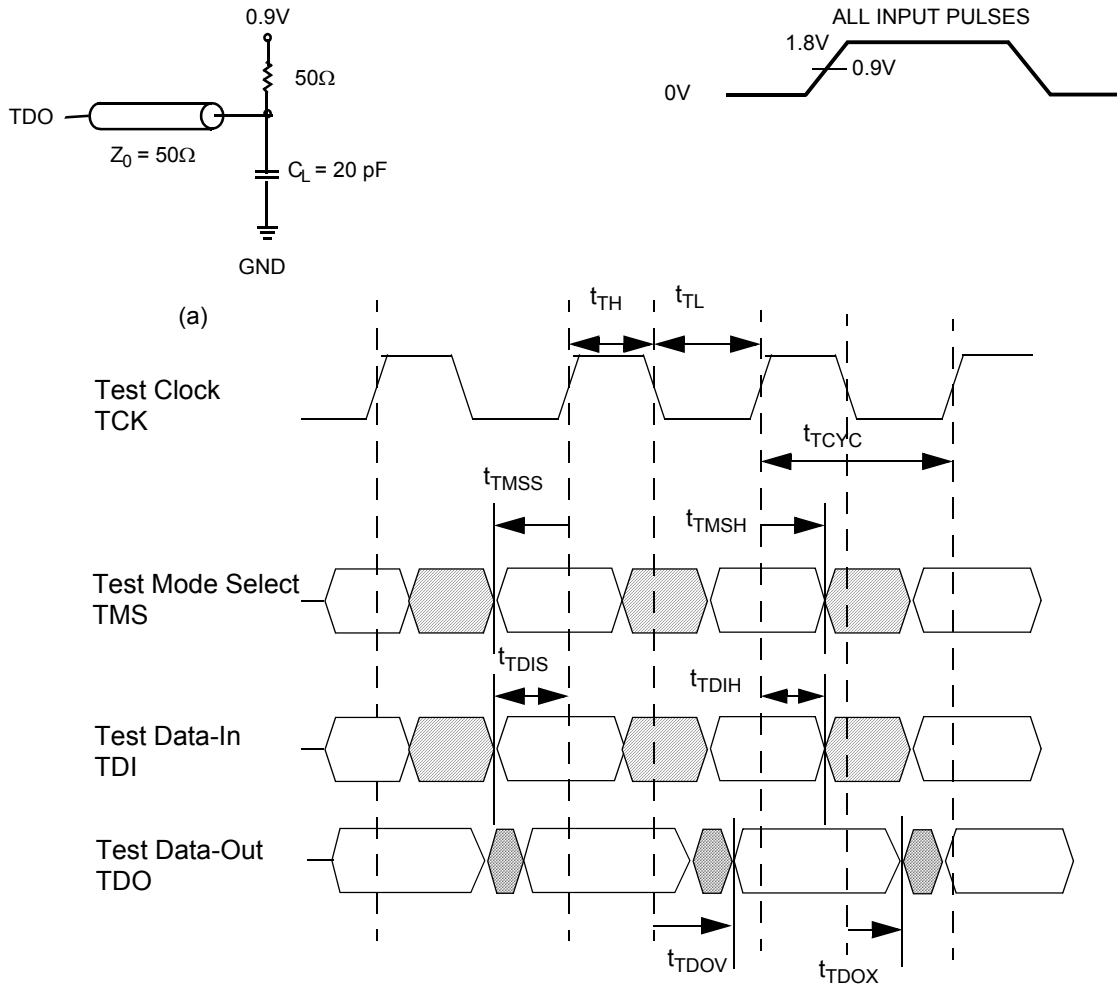 0.9V
50Ω
TDO
Z0 = 50Ω
CL = 20 pF
GND
(a)
ALL INPUT PULSES
1.8V
0.9V
0V
tTH
tTL
Test Clock
TCK
tTCYC
tTMSS
tTMSH
Test Mode Select
TMS
tTDIS
tTDIH
Test Data-In
TDI
Test Data-Out
TDO
tTDOV
tTDOX